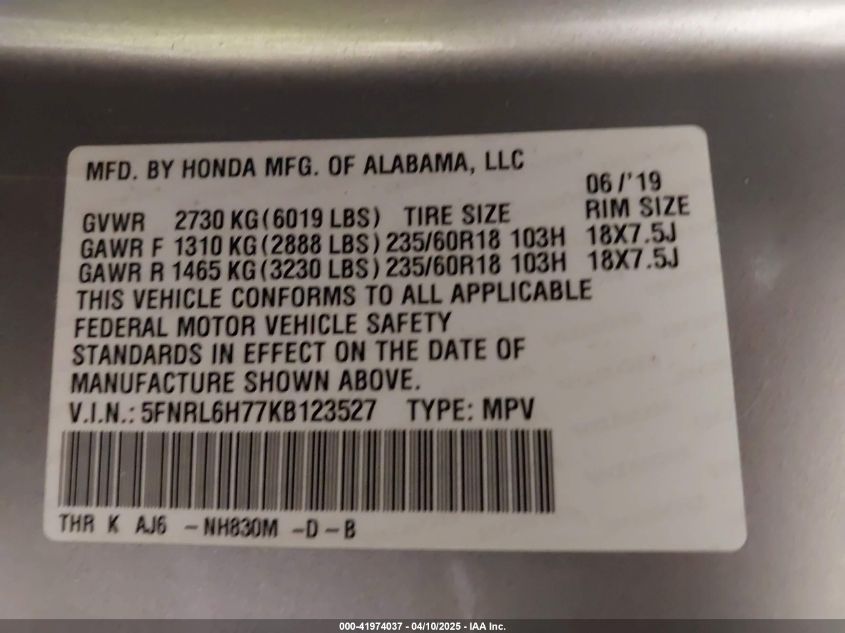 MFD. BY HONDA MFG. OF ALABAMA, LLC
06/'19
GVWR 2730 KG (6019 LBS) TIRE SIZE RIM SIZE
GAWR F 1310 KG (2888 LBS) 235/60R18 103H 18X7.5J
GAWR R 1465 KG (3230 LBS) 235/60R18 103H 18X7.5J
THIS VEHICLE CONFORMS TO ALL APPLICABLE
FEDERAL MOTOR VEHICLE SAFETY
STANDARDS IN EFFECT ON THE DATE OF
MANUFACTURE SHOWN ABOVE.
V.I.N.: 5FNRL6H77KB123527 TYPE: MPV
THR K AJ6 -NH830M -D-B
000-41974037 - 04/10/2025 - IAA Inc.